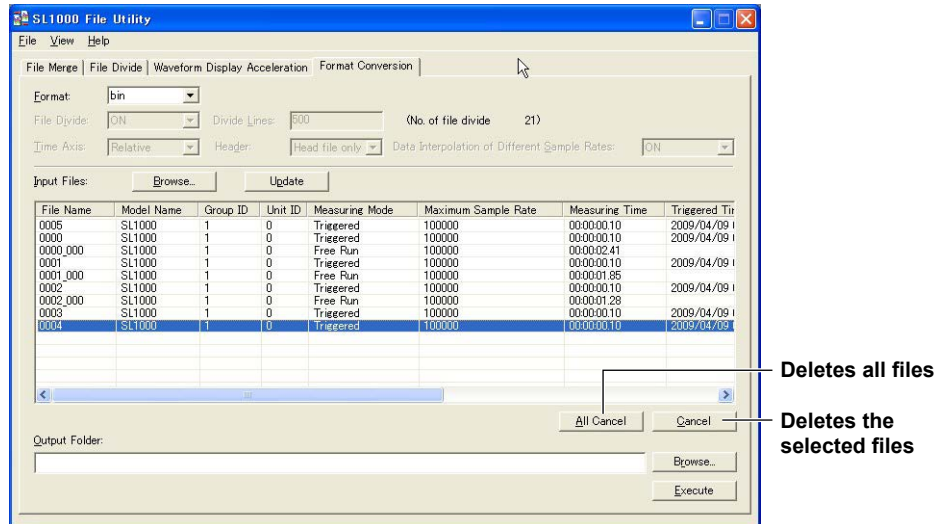 SL1000 File Utility
File View Help
File Merge File Divide Waveform Display Acceleration Format Conversion
Format: bin
File Divide: ON Divide Lines: 500 (No. of file divide 21)
Time Axis: Relative Header: Head file only Data Interpolation of Different Sample Rates: ON
Input Files: Browse... Update
File Name Model Name Group ID Unit ID Measuring Mode Maximum Sample Rate Measuring Time Triggered Tir
0005 SL1000 1 0 Triggered 100000 00:00:00.10 2009/04/09
0000 SL1000 1 0 Triggered 100000 00:00:00.10 2009/04/09
0000_000 SL1000 1 0 Free Run 100000 00:00:02.41
0001 SL1000 1 0 Triggered 100000 00:00:00.10 2009/04/09
0001_000 SL1000 1 0 Free Run 100000 00:00:01.85
0002 SL1000 1 0 Triggered 100000 00:00:00.10 2009/04/09
0002_000 SL1000 1 0 Free Run 100000 00:00:01.28
0003 SL1000 1 0 Triggered 100000 00:00:00.10 2009/04/09
0004 SL1000 1 0 Triggered 100000 00:00:00.10 2009/04/09
Deletes all files
All Cancel Cancel
Deletes the
selected files
Output Folder:
Browse...
Execute